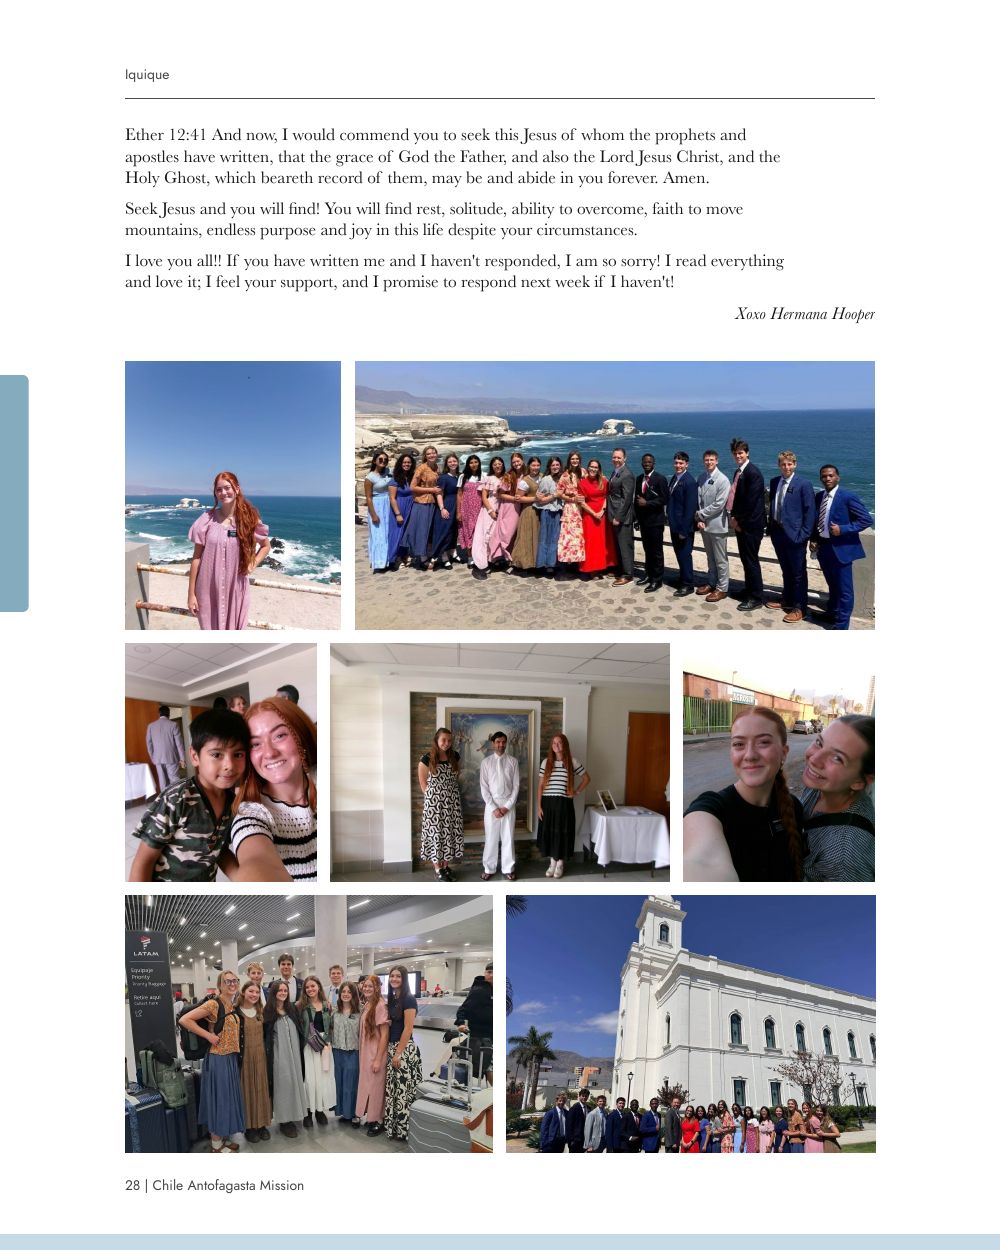 Iquique
Ether 12:41 And now, I would commend you to seek this Jesus of whom the prophets and
apostles have written, that the grace of God the Father, and also the Lord Jesus Christ, and the
Holy Ghost, which beareth record of them, may be and abide in you forever. Amen.
Seek Jesus and you will find! You will find rest, solitude, ability to overcome, faith to move
mountains, endless purpose and joy in this life despite your circumstances.
I love you all!! If you have written me and I haven't responded, I am so sorry! I read everything
and love it; I feel your support, and I promise to respond next week if I haven't!
Xoxo Hermana Hooper
LATAM
Equipaje
Priority
Priority Baggage
Retire aquí
Collect here
28 | Chile Antofagasta Mission